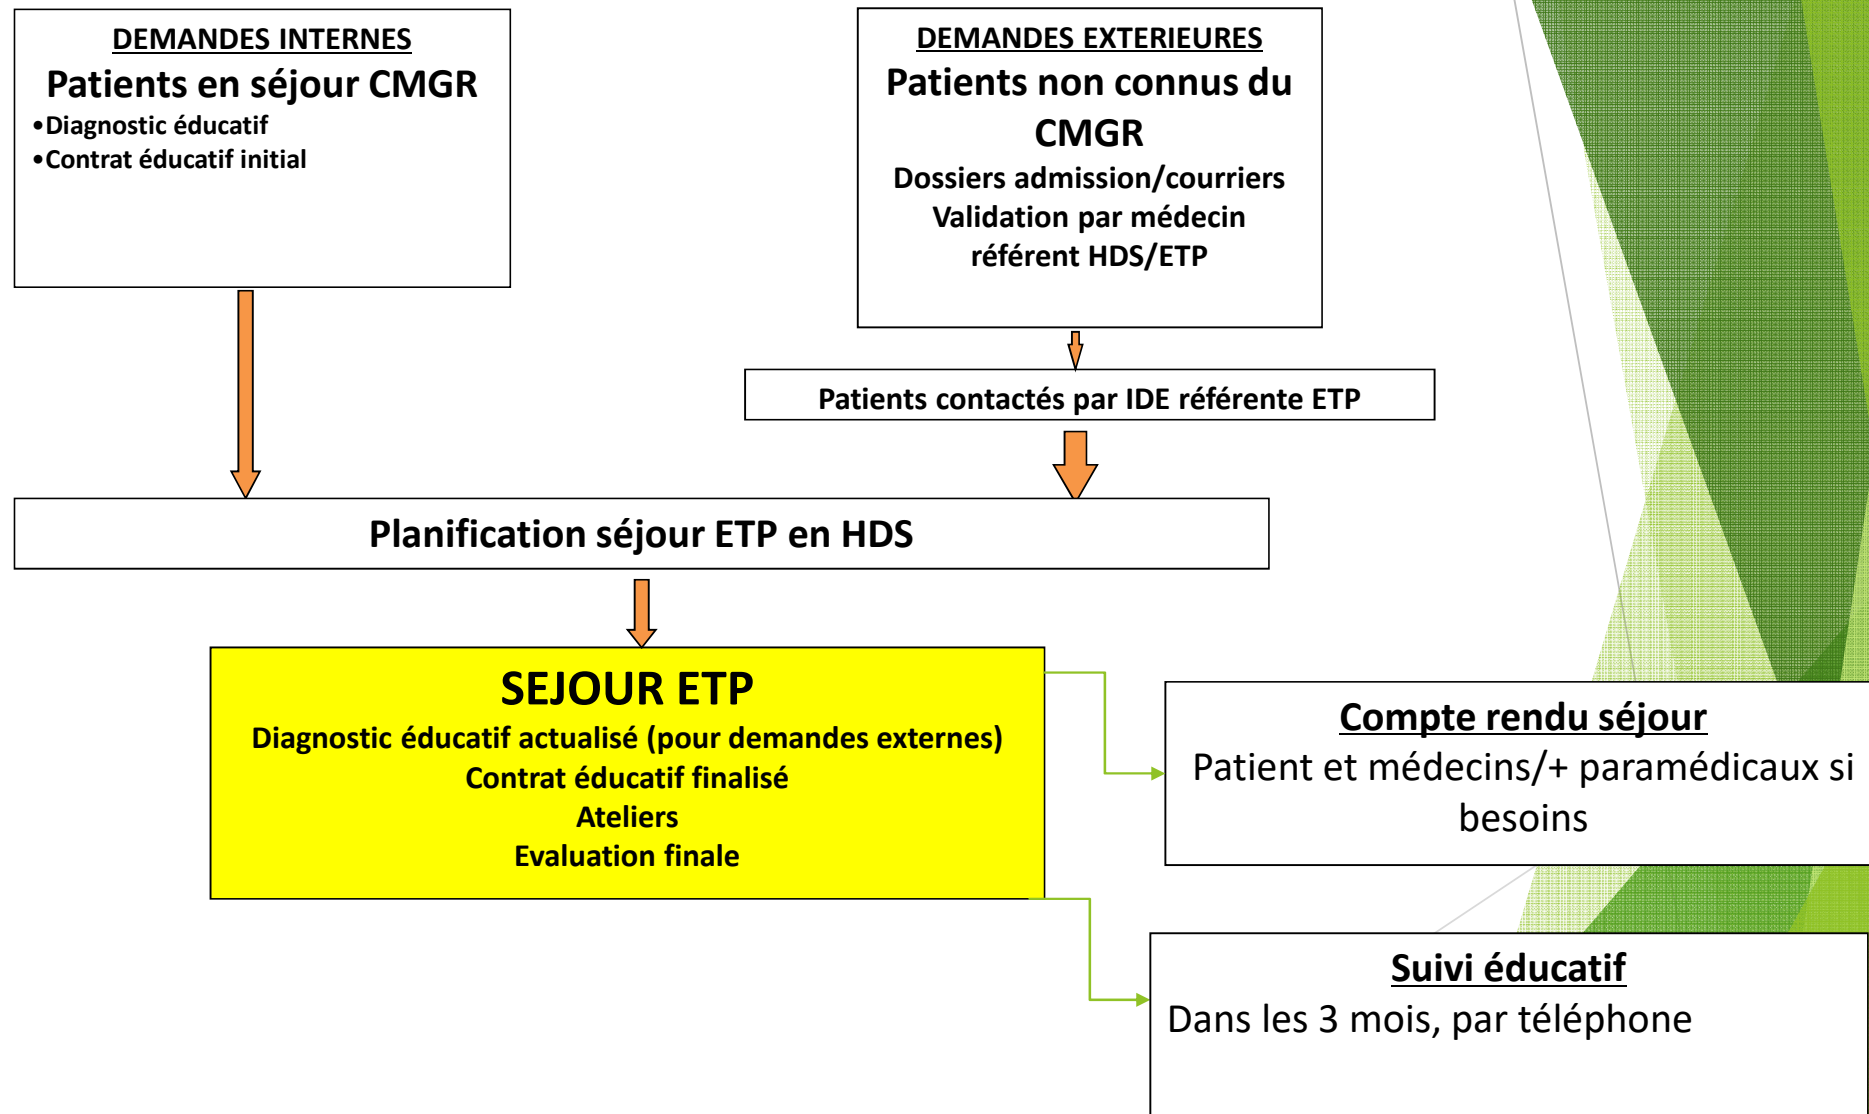 DEMANDES INTERNES
Patients en séjour CMGR
•Diagnostic éducatif
•Contrat éducatif initial
DEMANDES EXTERIEURES
Patients non connus du
CMGR
Dossiers admission/courriers
Validation par médecin
référent HDS/ETP
Patients contactés par IDE référente ETP
Planification séjour ETP en HDS
SEJOUR ETP
Diagnostic éducatif actualisé (pour demandes externes)
Contrat éducatif finalisé
Ateliers
Evaluation finale
Compte rendu séjour
Patient et médecins/+ paramédicaux si
besoins
Suivi éducatif
Dans les 3 mois, par téléphone